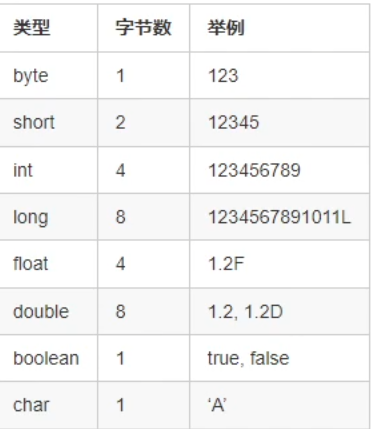 类型 字节数 举例
byte 1 123
short 2 12345
int 4 123456789
long 8 1234567891011L
float 4 1.2F
double 8 1.2, 1.2D
boolean 1 true, false
char 1 ‘A’